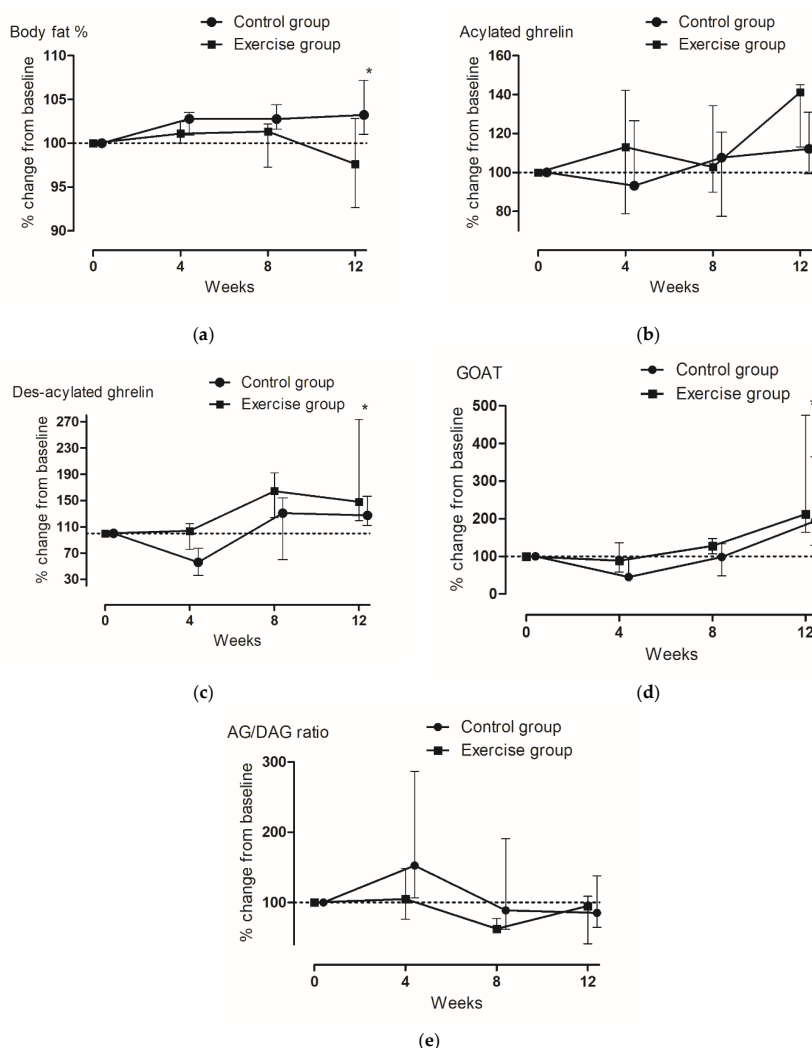 Body fat %
Control group
Exercise group
% change from baseline
110
105
100
95
90
*
0 4 8 12
Weeks
(a)
Acylated ghrelin
Control group
Exercise group
% change from baseline
160
140
120
100
80
0 4 8 12
Weeks
(b)
Des-acylated ghrelin
Control group
Exercise group
% change from baseline
270
230
190
150
110
70
30
*
0 4 8 12
Weeks
(c)
GOAT
Control group
Exercise group
% change from baseline
500
400
300
200
100
0
*
0 4 8 12
Weeks
(d)
AG/DAG ratio
Control group
Exercise group
% change from baseline
300
200
100
0 4 8 12
Weeks
(e)